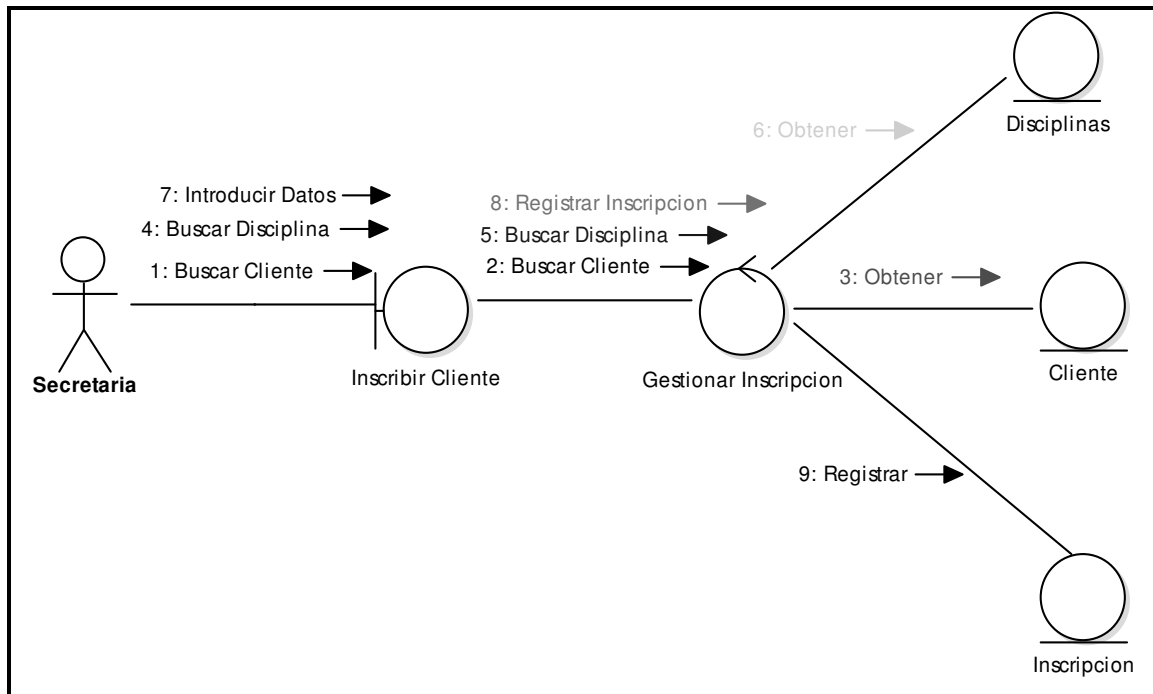 Disciplinas
6: Obtener
7: Introducir Datos
8: Registrar Inscripcion
4: Buscar Disciplina
5: Buscar Disciplina
1: Buscar Cliente
2: Buscar Cliente
3: Obtener
Secretaria
Inscribir Cliente
Gestionar Inscripcion
Cliente
9: Registrar
Inscripcion